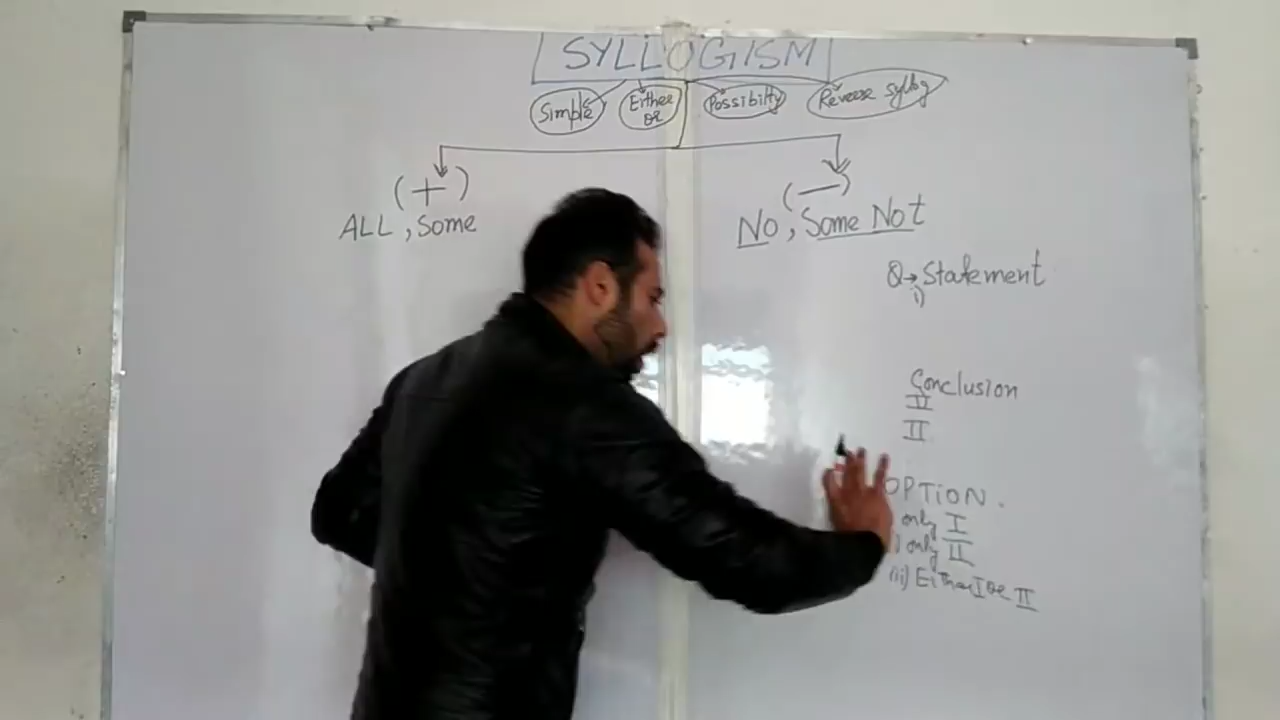 SYLLOGISM
Simple
Either
or
Possibilty
Reverse syllog
(+)
ALL, Some
(—)
No, Some Not
Q→ Statement
i)
Conclusion
I
II
OPTION.
only I
) only II
(iii) Either I or II